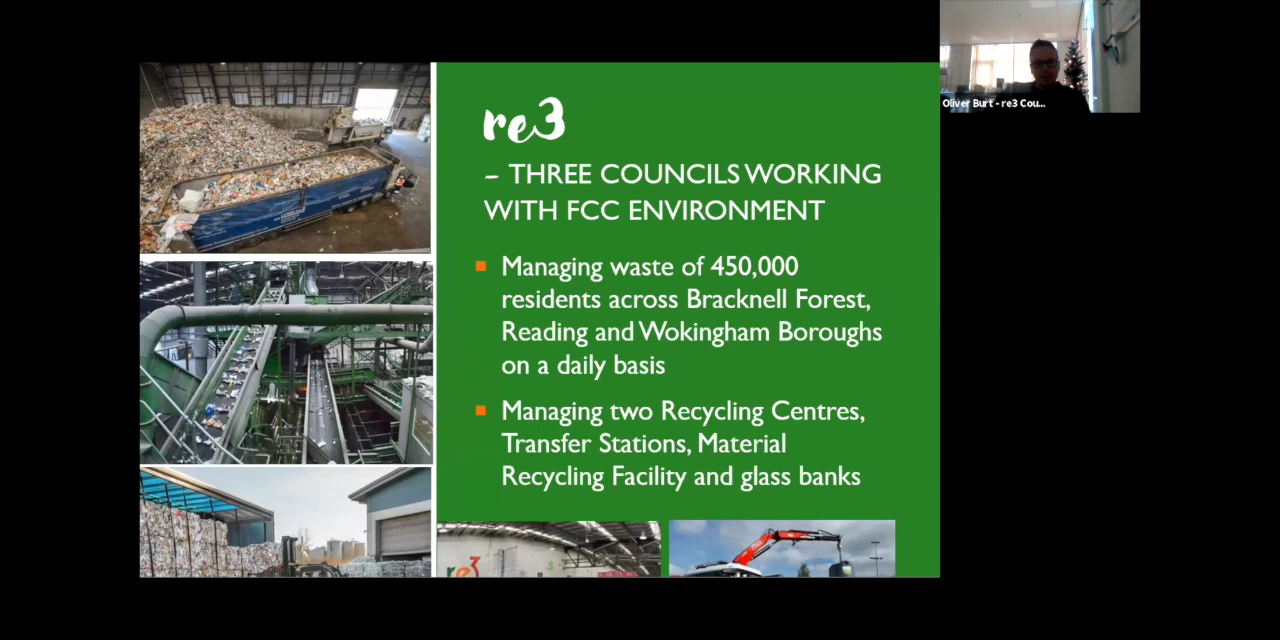 re3
– THREE COUNCILS WORKING
WITH FCC ENVIRONMENT
Managing waste of 450,000
residents across Bracknell Forest,
Reading and Wokingham Boroughs
on a daily basis
Managing two Recycling Centres,
Transfer Stations, Material
Recycling Facility and glass banks
re3
Oliver Burt - re3 Cou...